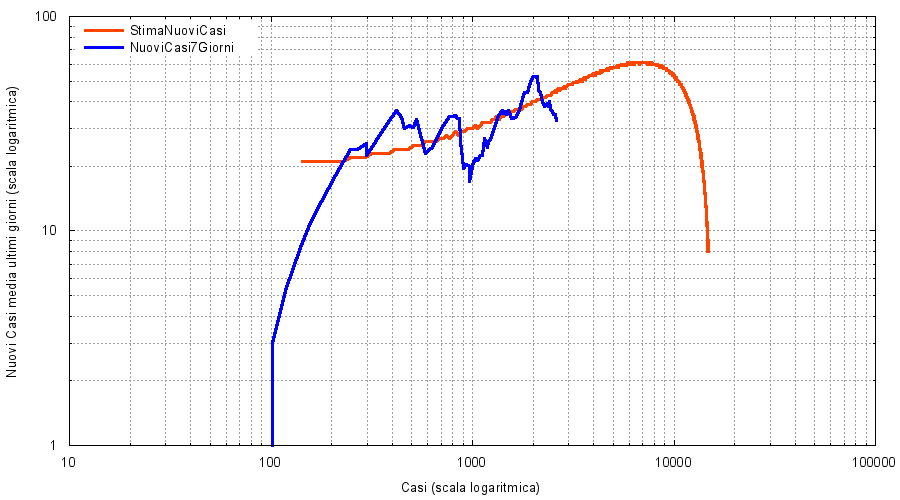 100
StimaNuoviCasi
NuoviCasi7Giorni
10
1
Nuovi Casi media ultimi giorni (scala logaritmica)
10 100 1000 10000 100000
Casi (scala logaritmica)